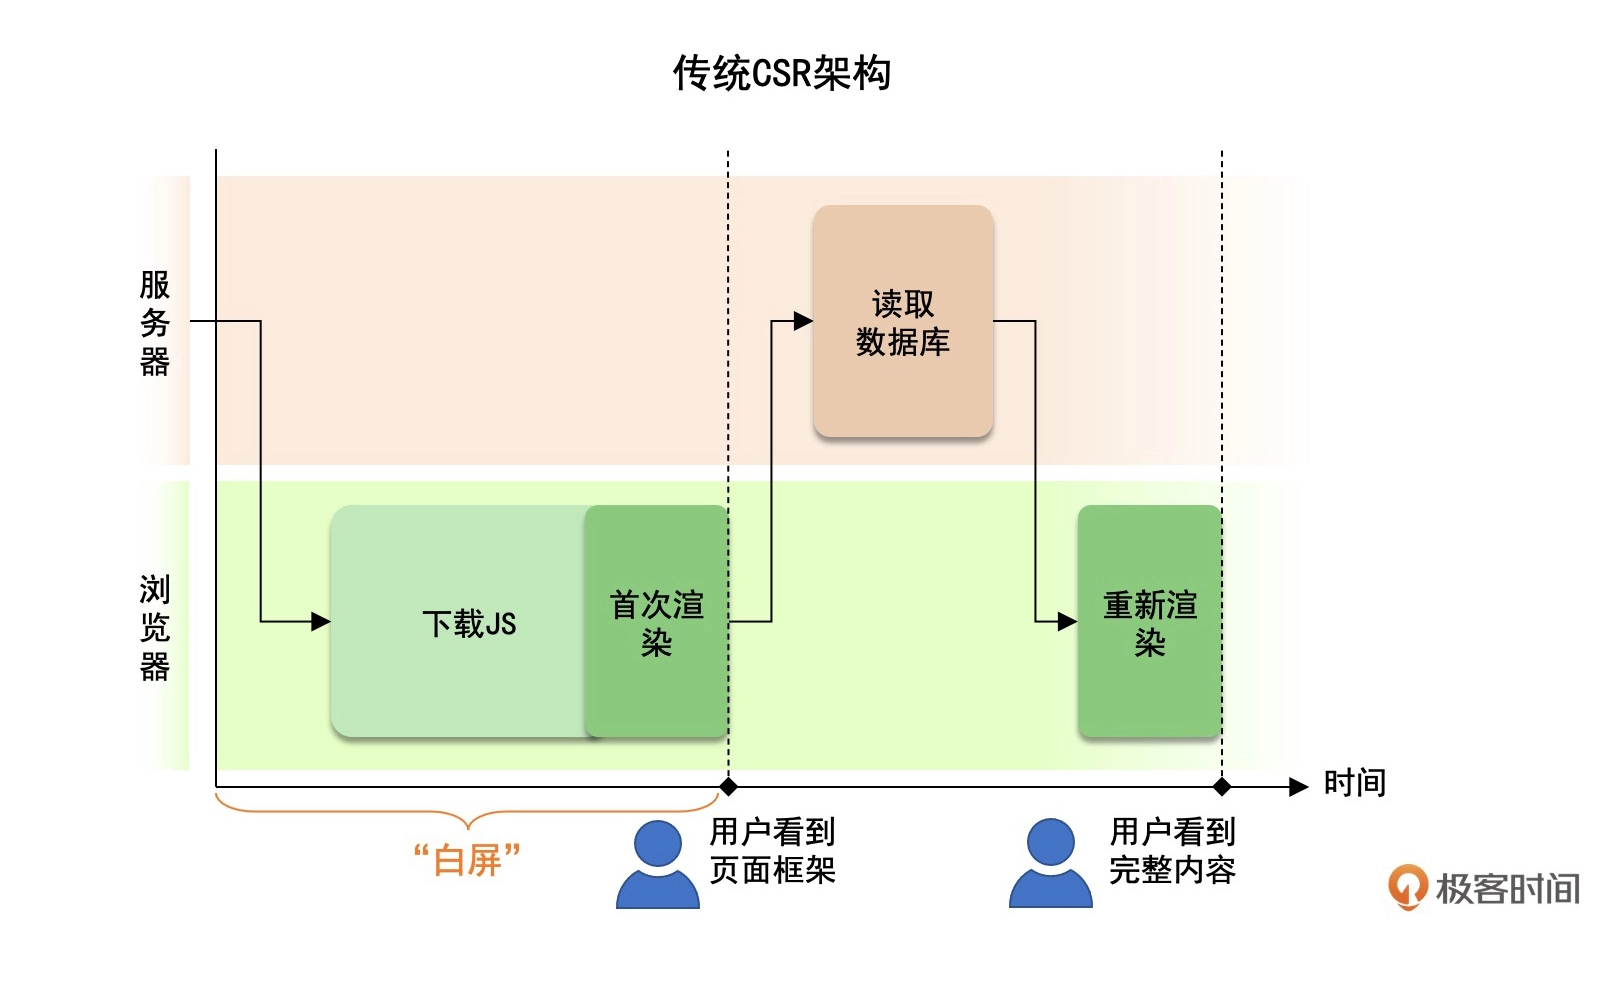 传统CSR架构
服务器
读取
数据库
浏览器
下载JS
首次渲
染
重新渲
染
时间
“白屏”
用户看到
页面框架
用户看到
完整内容
极客时间